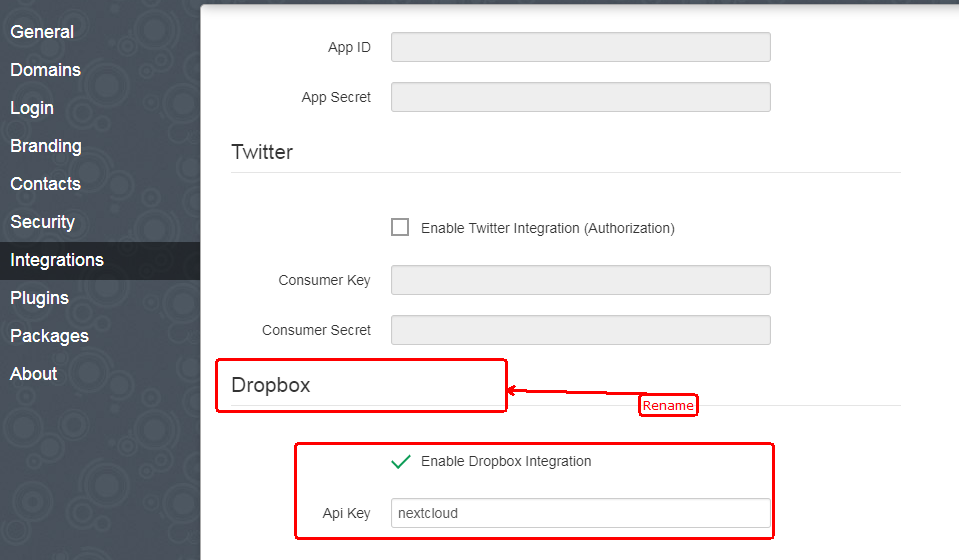 General
Domains
Login
Branding
Contacts
Security
Integrations
Plugins
Packages
About
App ID
App Secret
Twitter
Enable Twitter Integration (Authorization)
Consumer Key
Consumer Secret
Dropbox
Rename
Enable Dropbox Integration
Api Key nextcloud